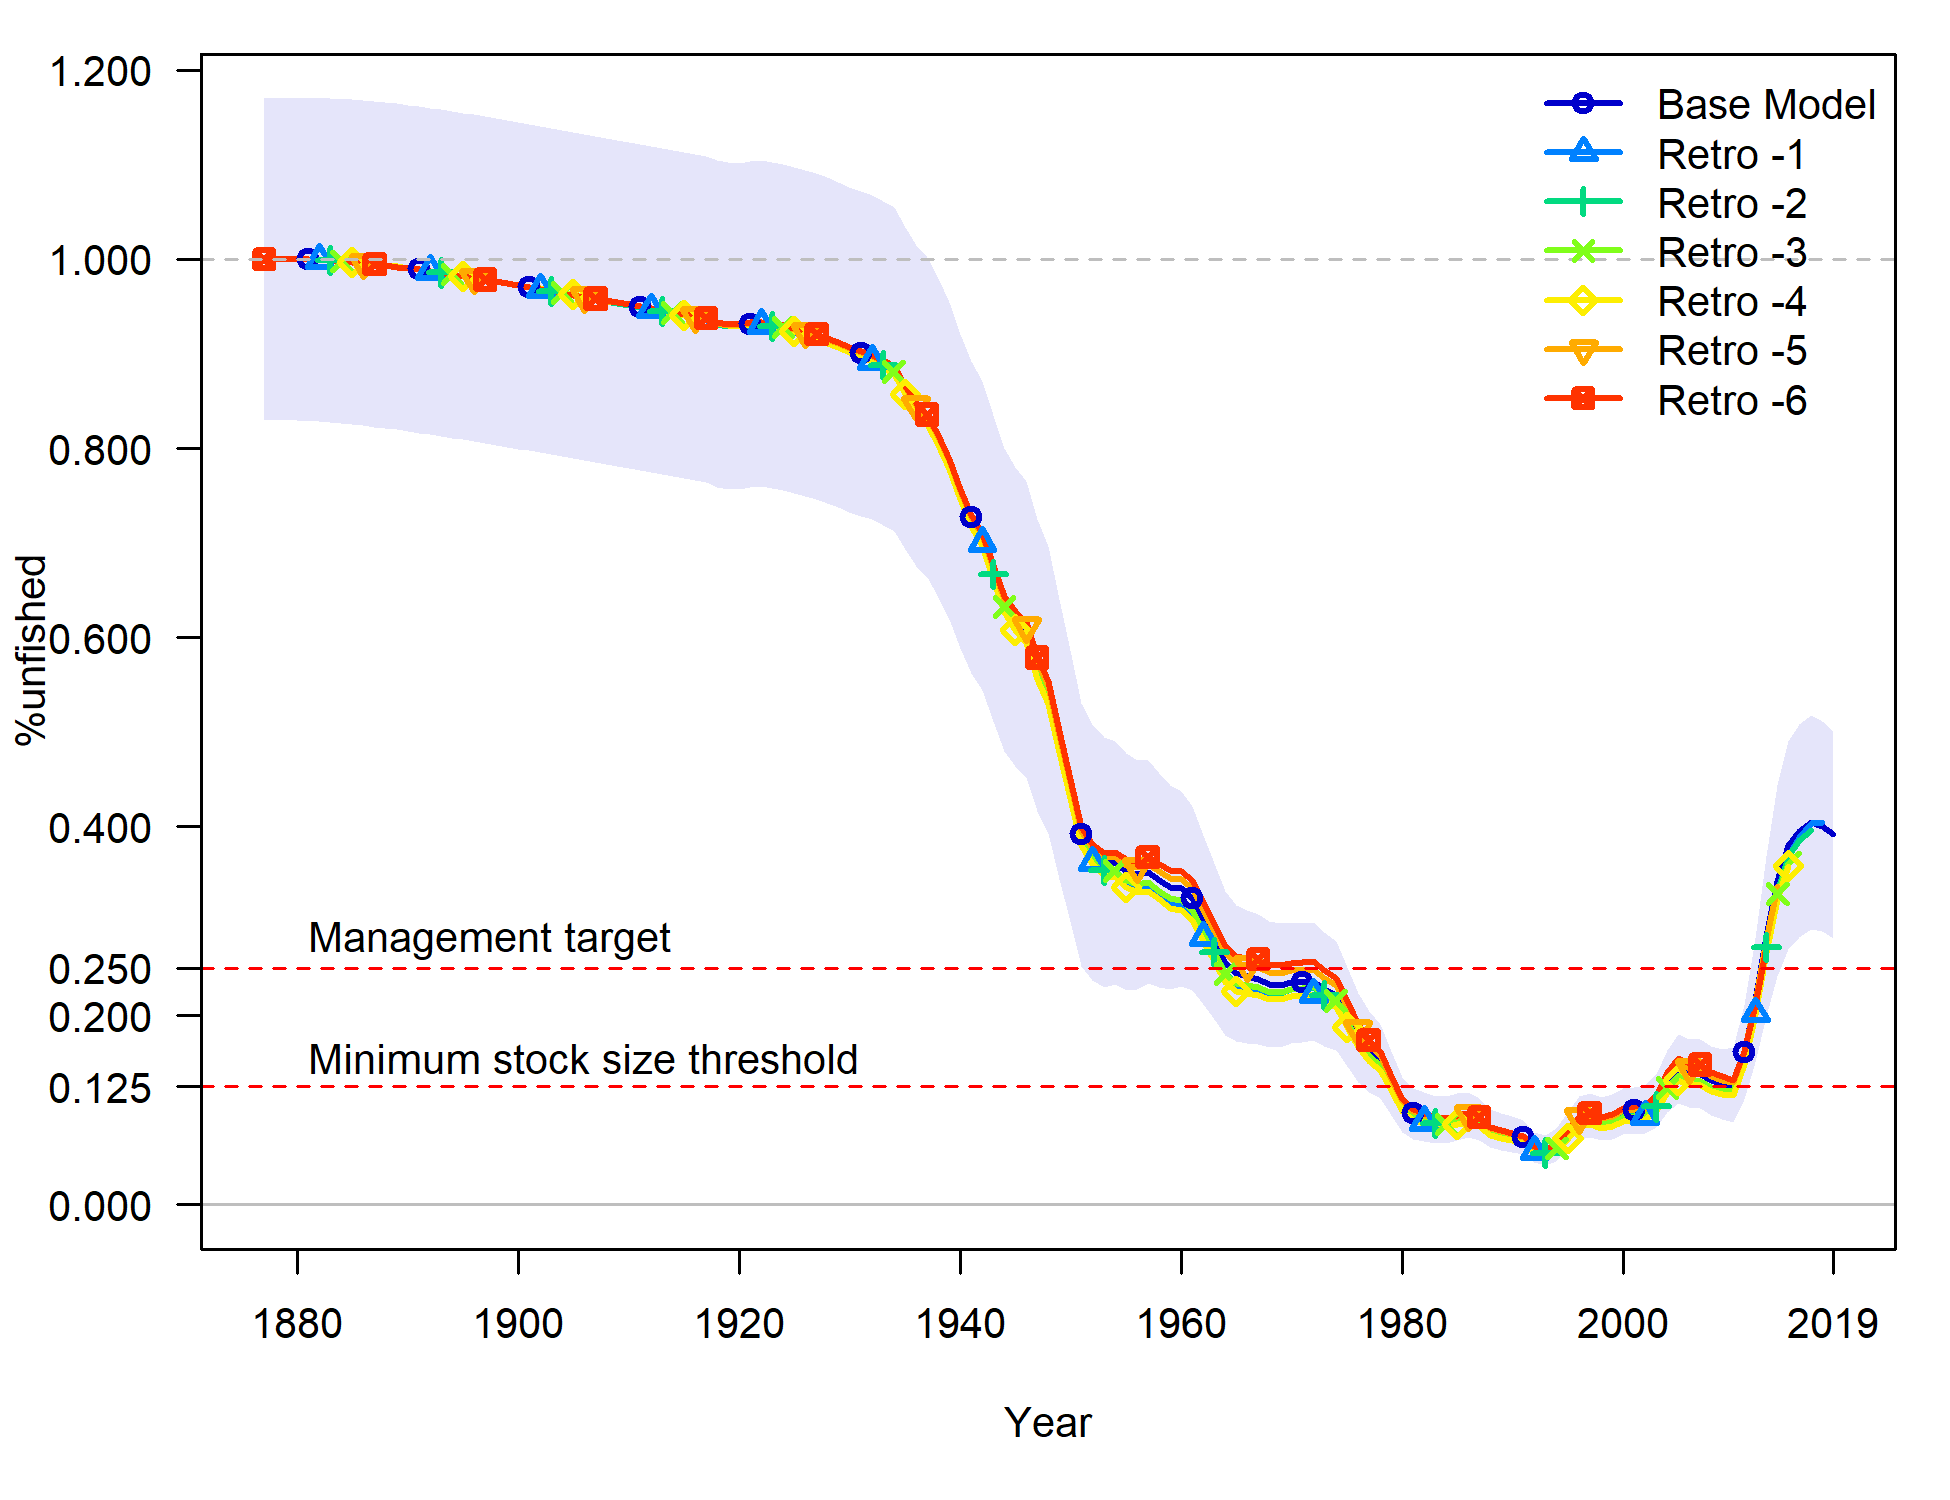 1.200
1.000
0.800
0.600
0.400
0.250
0.200
0.125
0.000
%unfished
Base Model
Retro -1
Retro -2
Retro -3
Retro -4
Retro -5
Retro -6
Management target
Minimum stock size threshold
1880 1900 1920 1940 1960 1980 2000 2019
Year